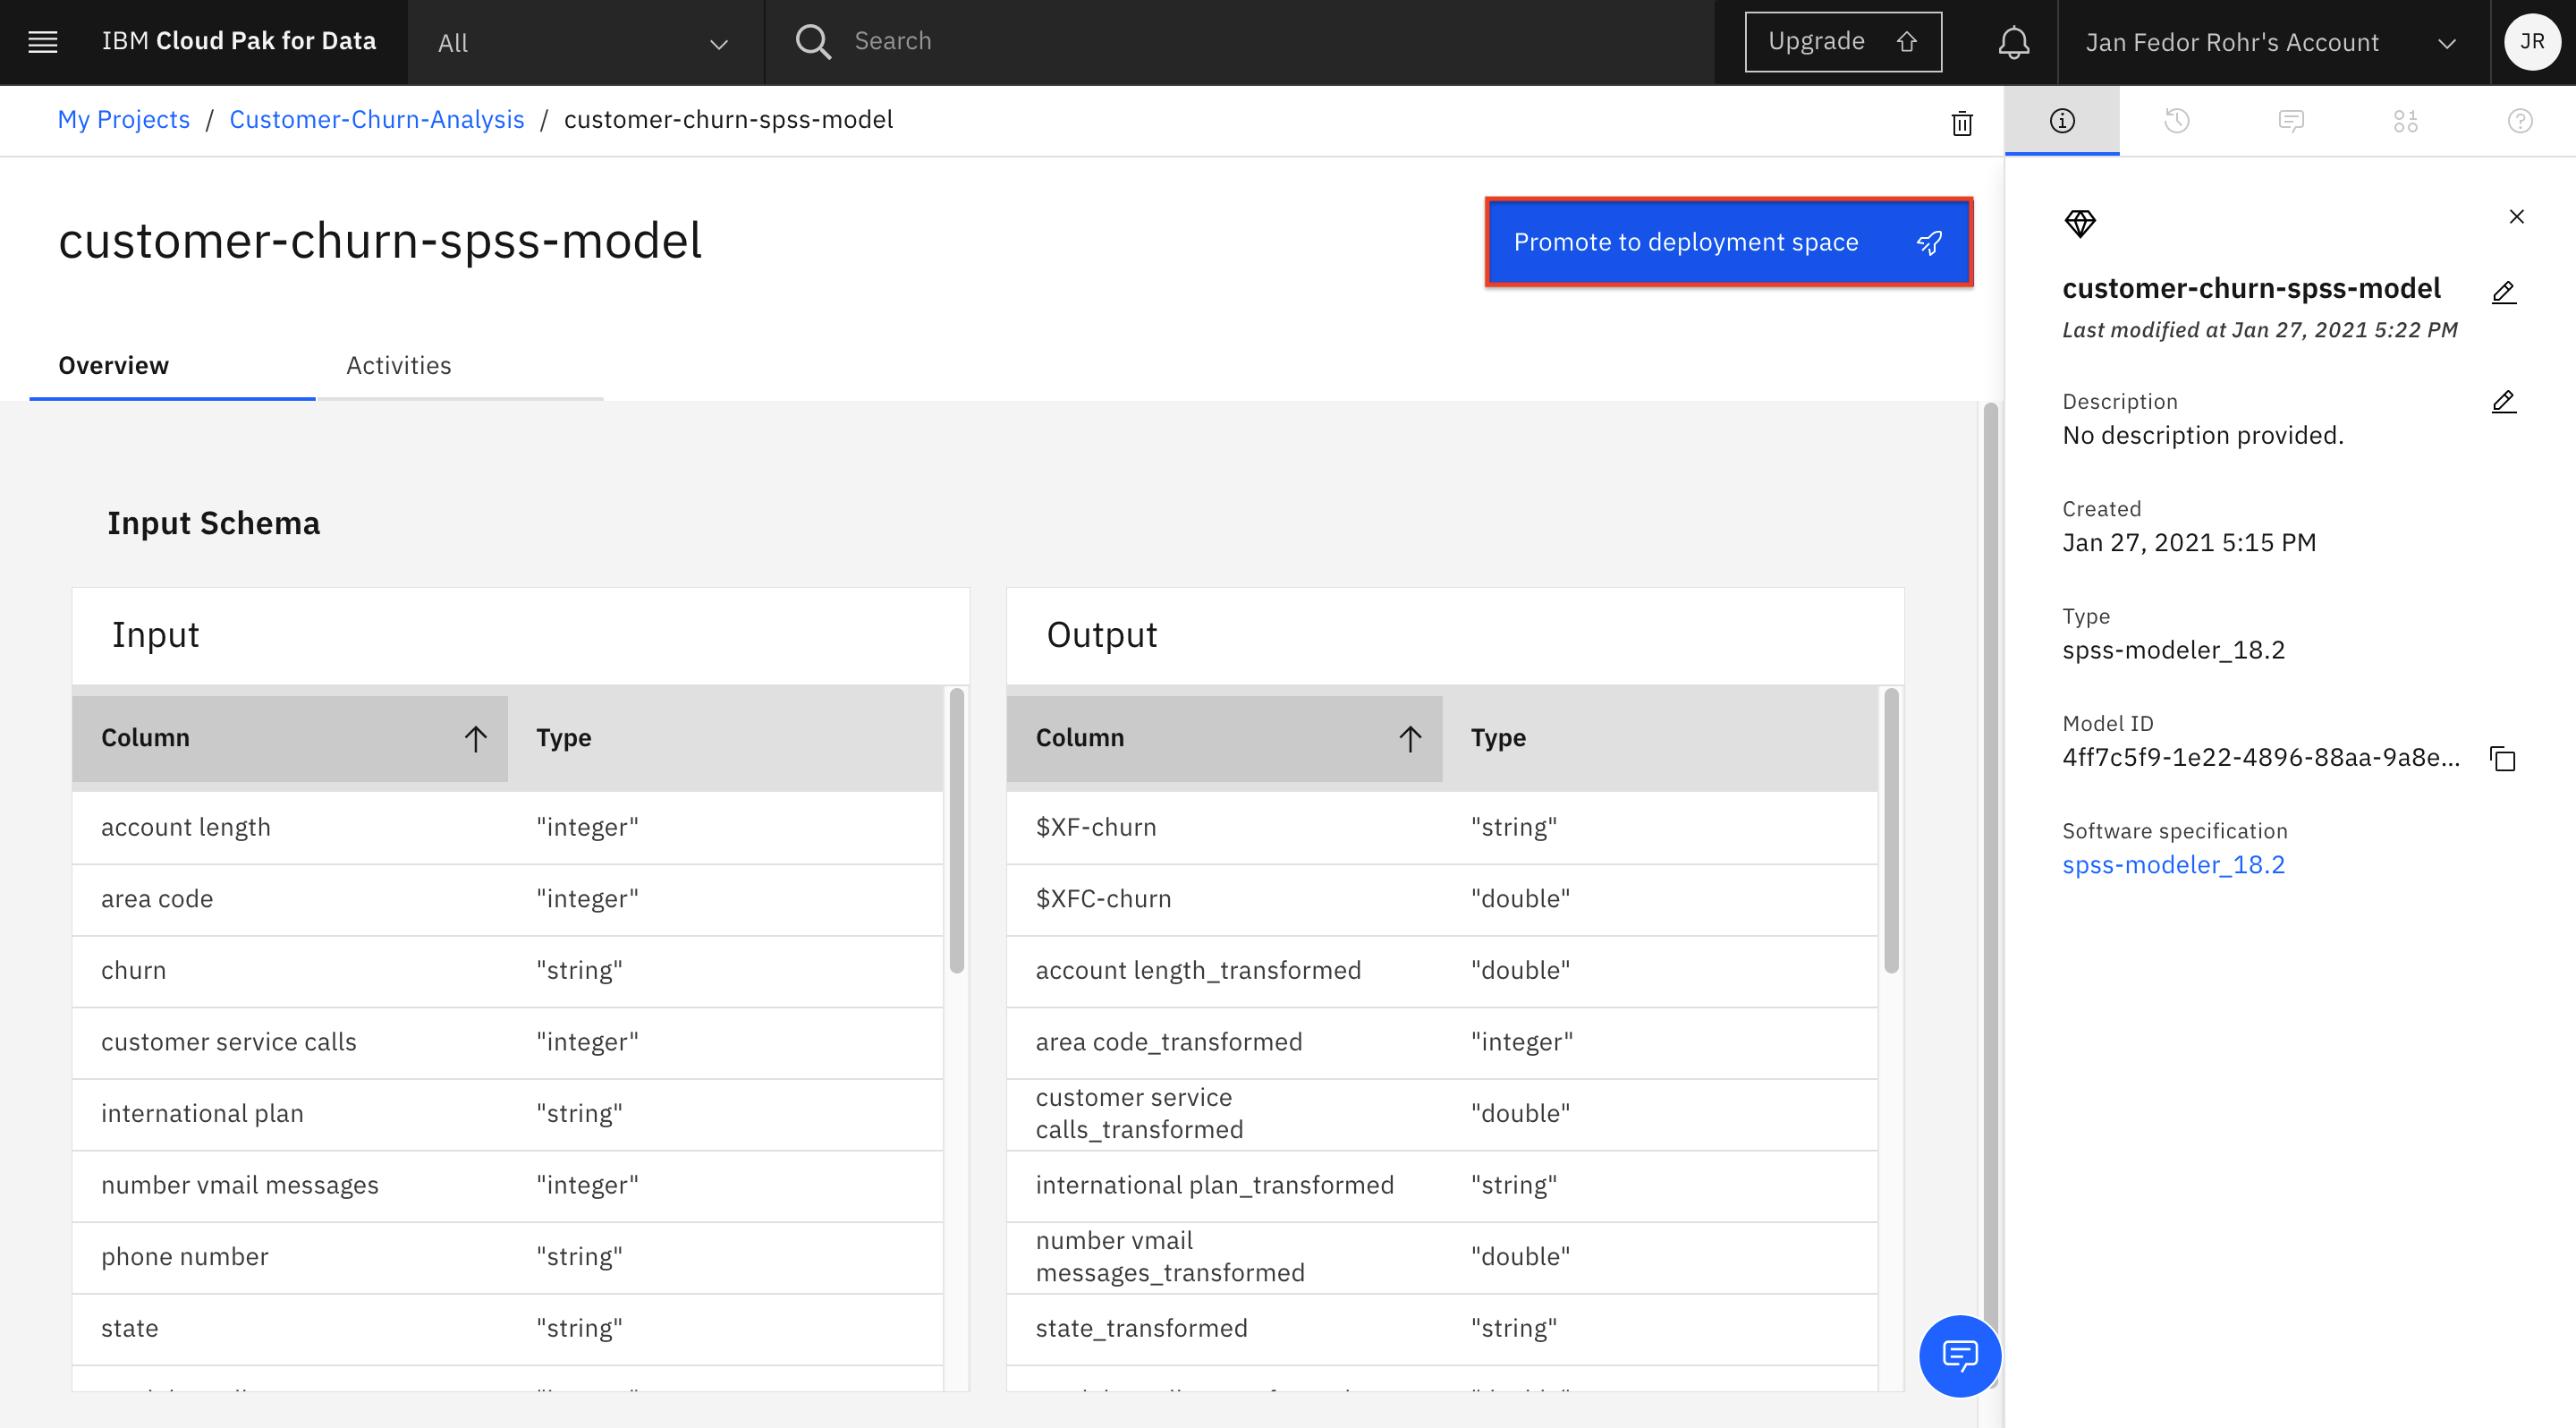 IBM Cloud Pak for Data
All
Search
Upgrade
Jan Fedor Rohr's Account
JR
My Projects / Customer-Churn-Analysis / customer-churn-spss-model
customer-churn-spss-model
Promote to deployment space
Overview
Activities
Input Schema
Input
Column Type
account length "integer"
area code "integer"
churn "string"
customer service calls "integer"
international plan "string"
number vmail messages "integer"
phone number "string"
state "string"
Output
Column Type
$XF-churn "string"
$XFC-churn "double"
account length_transformed "double"
area code_transformed "integer"
customer service
calls_transformed "double"
international plan_transformed "string"
number vmail
messages_transformed "double"
state_transformed "string"
customer-churn-spss-model
Last modified at Jan 27, 2021 5:22 PM
Description
No description provided.
Created
Jan 27, 2021 5:15 PM
Type
spss-modeler_18.2
Model ID
4ff7c5f9-1e22-4896-88aa-9a8e...
Software specification
spss-modeler_18.2